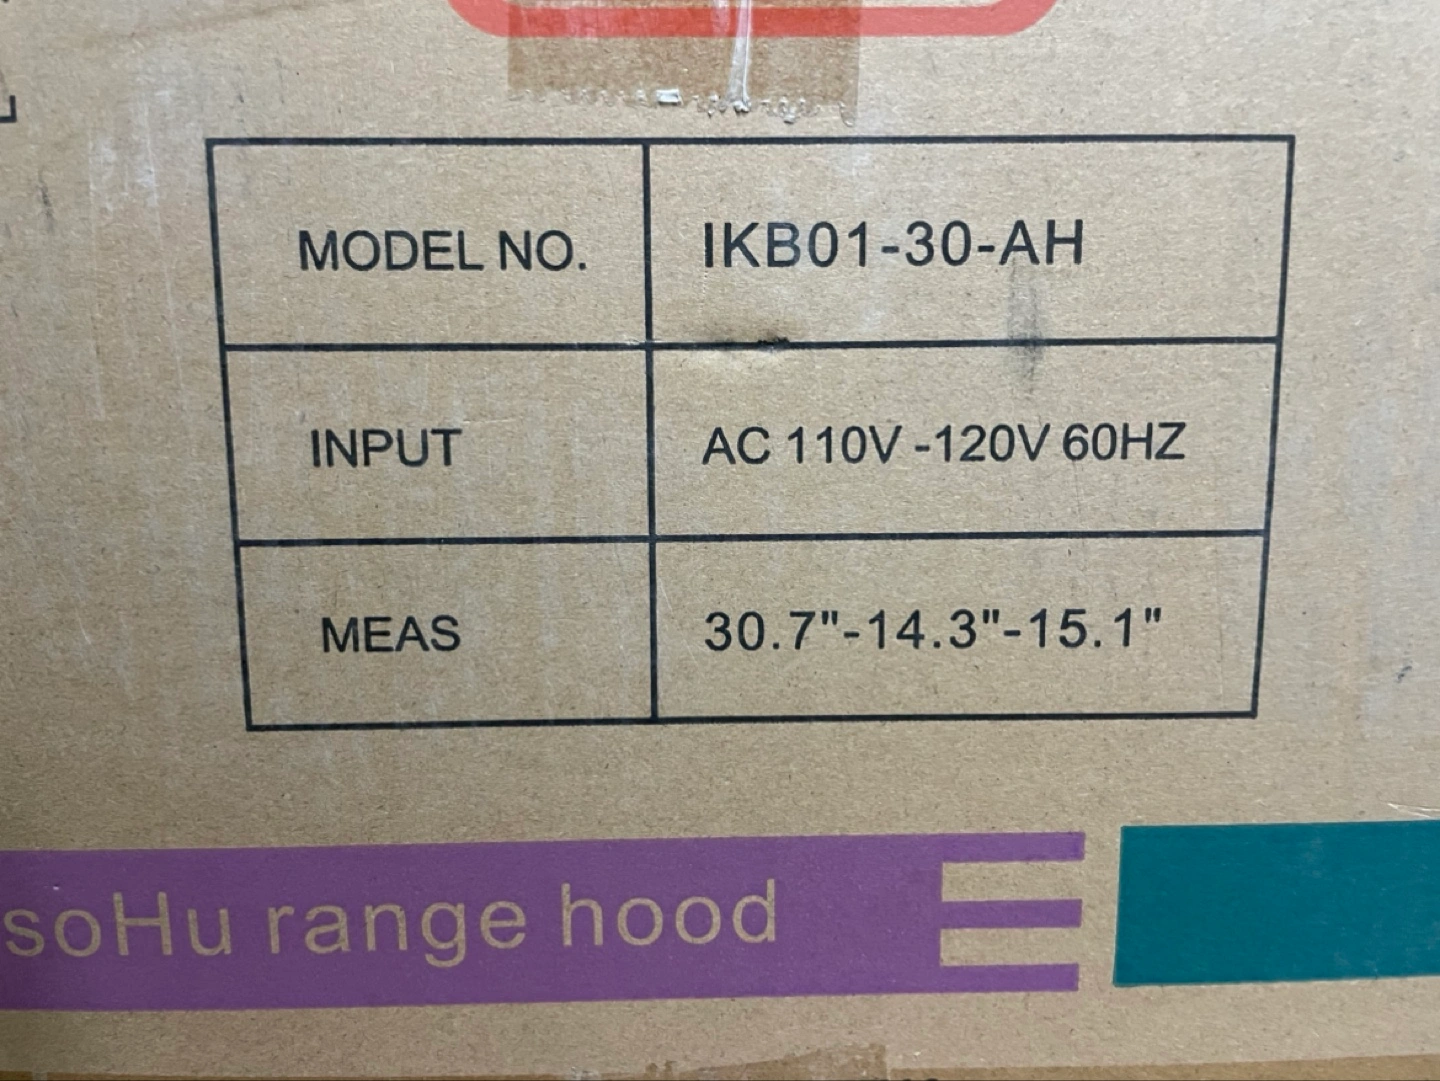 MODEL NO. IKB01-30-AH
INPUT AC 110V -120V 60HZ
MEAS 30.7"-14.3"-15.1"
soHu range hood